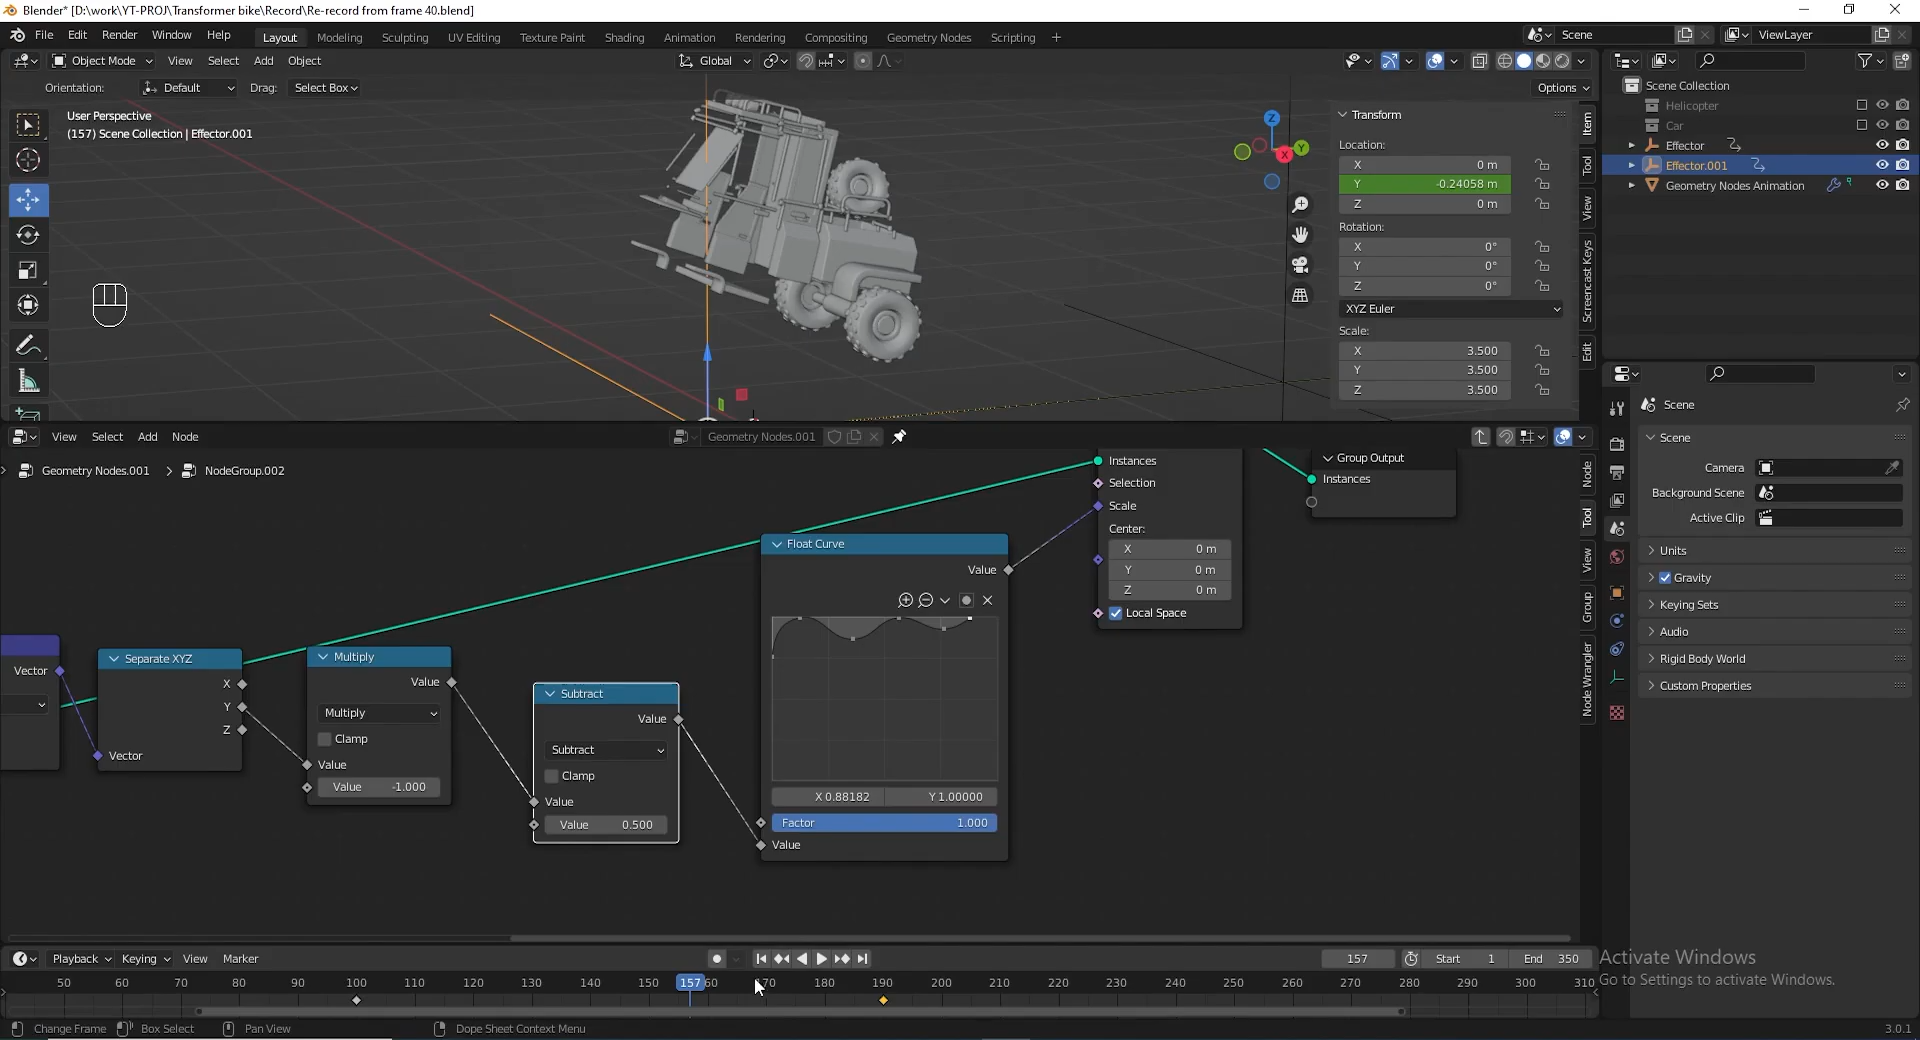 Blender* [D:\work\YT-PROJ\Transformer bike\Record\Re-record from frame 40.blend]
File Edit Render Window Help Layout Modeling Sculpting UV Editing Texture Paint Shading Animation Rendering Compositing Geometry Nodes Scripting + Scene ViewLayer
Object Mode View Select Add Object Global
Orientation: Default Drag: Select Box Options
User Perspective
(157) Scene Collection | Effector.001
Transform
Location:
X 0 m
Y -0.24058 m
Z 0 m
Rotation:
X 0°
Y 0°
Z 0°
XYZ Euler
Scale:
X 3.500
Y 3.500
Z 3.500
Item
Tool
View
Screencast Keys
Edit
Z
Y
X
Scene Collection
Helicopter
Car
Effector
Effector.001
Geometry Nodes Animation
Scene
Scene
Camera
Background Scene
Active Clip
Units
Gravity
Keying Sets
Audio
Rigid Body World
Custom Properties
View Select Add Node Geometry Nodes.001
Geometry Nodes.001 > NodeGroup.002
Vector
Separate XYZ
X
Y
Z
Vector
Multiply
Value
Multiply
Clamp
Value
Value -1.000
Subtract
Value
Subtract
Clamp
Value
Value 0.500
Float Curve
Value
X 0.88182 Y 1.00000
Factor 1.000
Value
Instances
Selection
Scale
Center:
X 0 m
Y 0 m
Z 0 m
Local Space
Group Output
Instances
Node
Tool
View
Group
Node Wrangler
Playback Keying View Marker 157 Start 1 End 350
50 60 70 80 90 100 110 120 130 140 150 157 60 70 180 190 200 210 220 230 240 250 260 270 280 290 300 310
Activate Windows
Go to Settings to activate Windows.
Change Frame Box Select Pan View Dope Sheet Context Menu 3.0.1